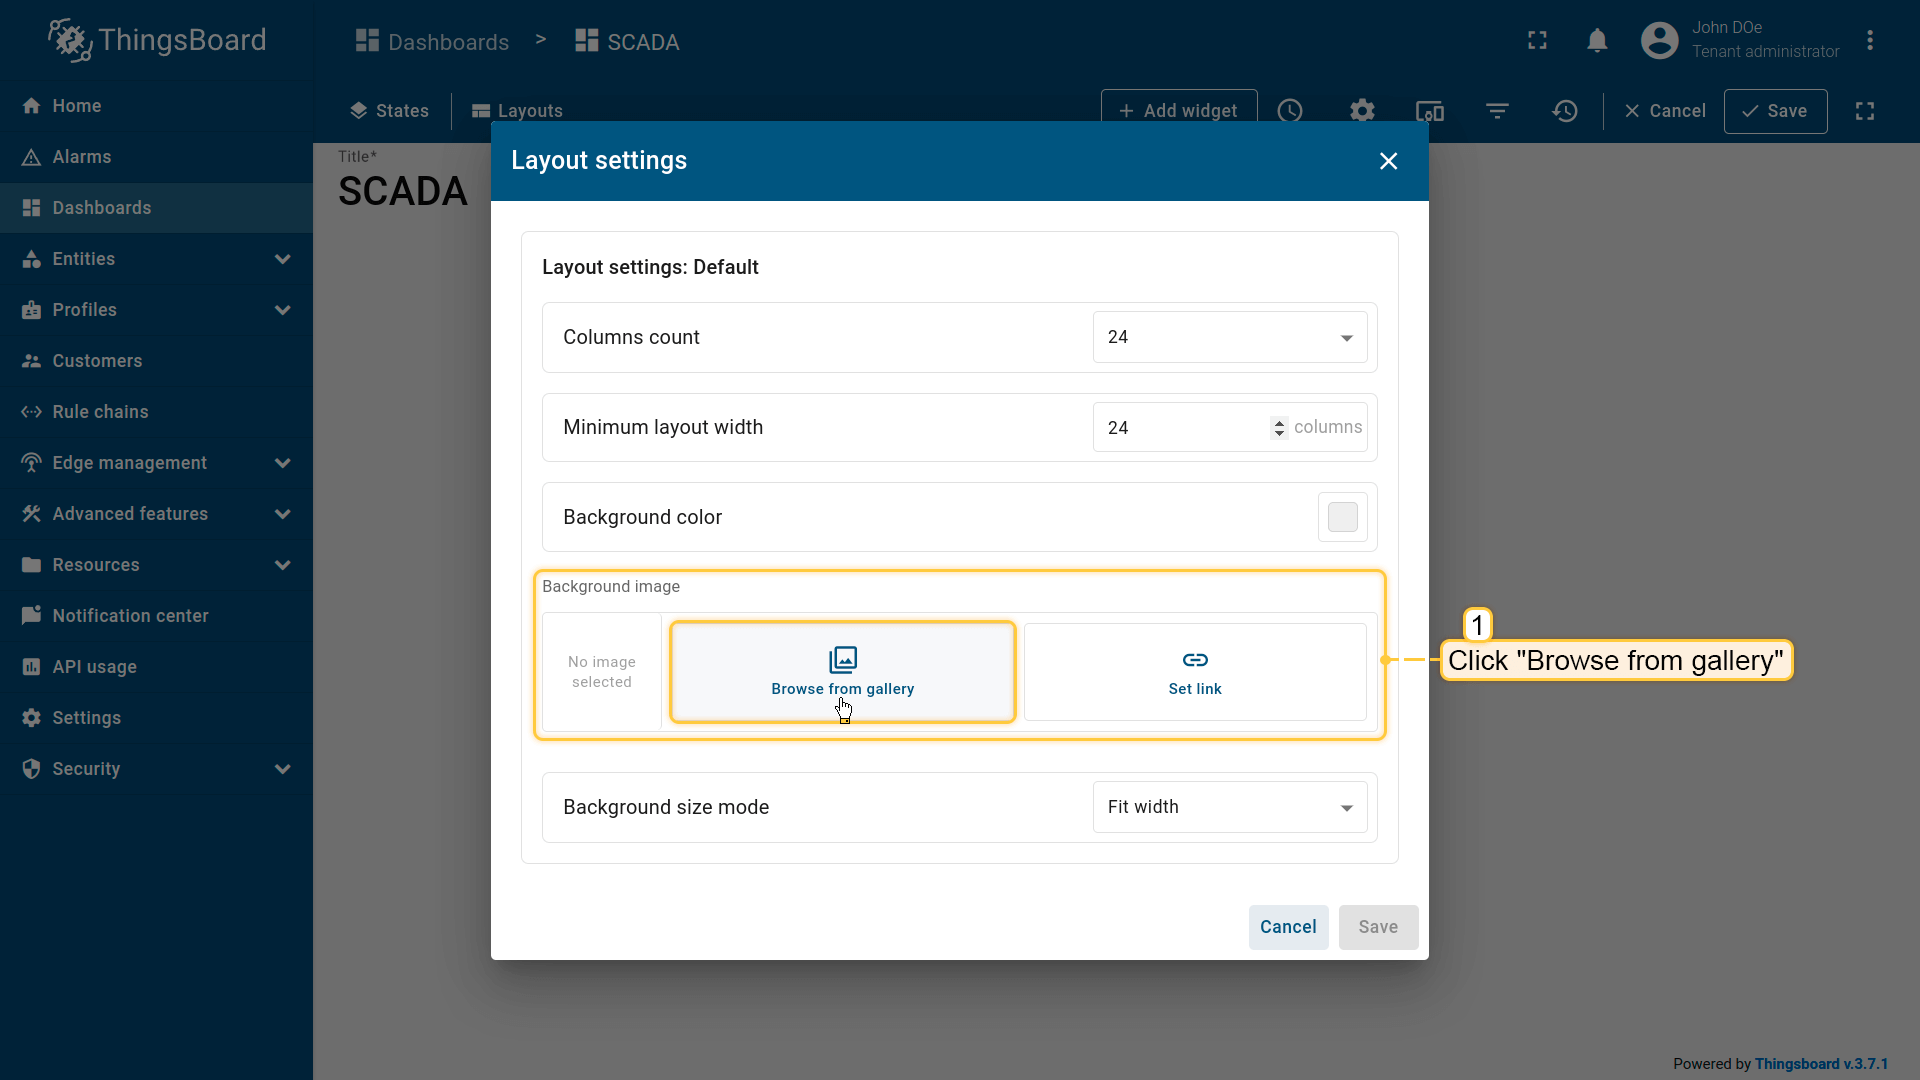 ThingsBoard
Dashboards > SCADA
John DOe
Tenant administrator
Home
Alarms
Dashboards
Entities
Profiles
Customers
Rule chains
Edge management
Advanced features
Resources
Notification center
API usage
Settings
Security
States
Layouts
+ Add widget
Cancel
Save
Title*
SCADA
Layout settings
Layout settings: Default
Columns count
24
Minimum layout width
24
columns
Background color
Background image
No image
selected
Browse from gallery
Set link
1
Click "Browse from gallery"
Background size mode
Fit width
Cancel
Save
Powered by Thingsboard v.3.7.1